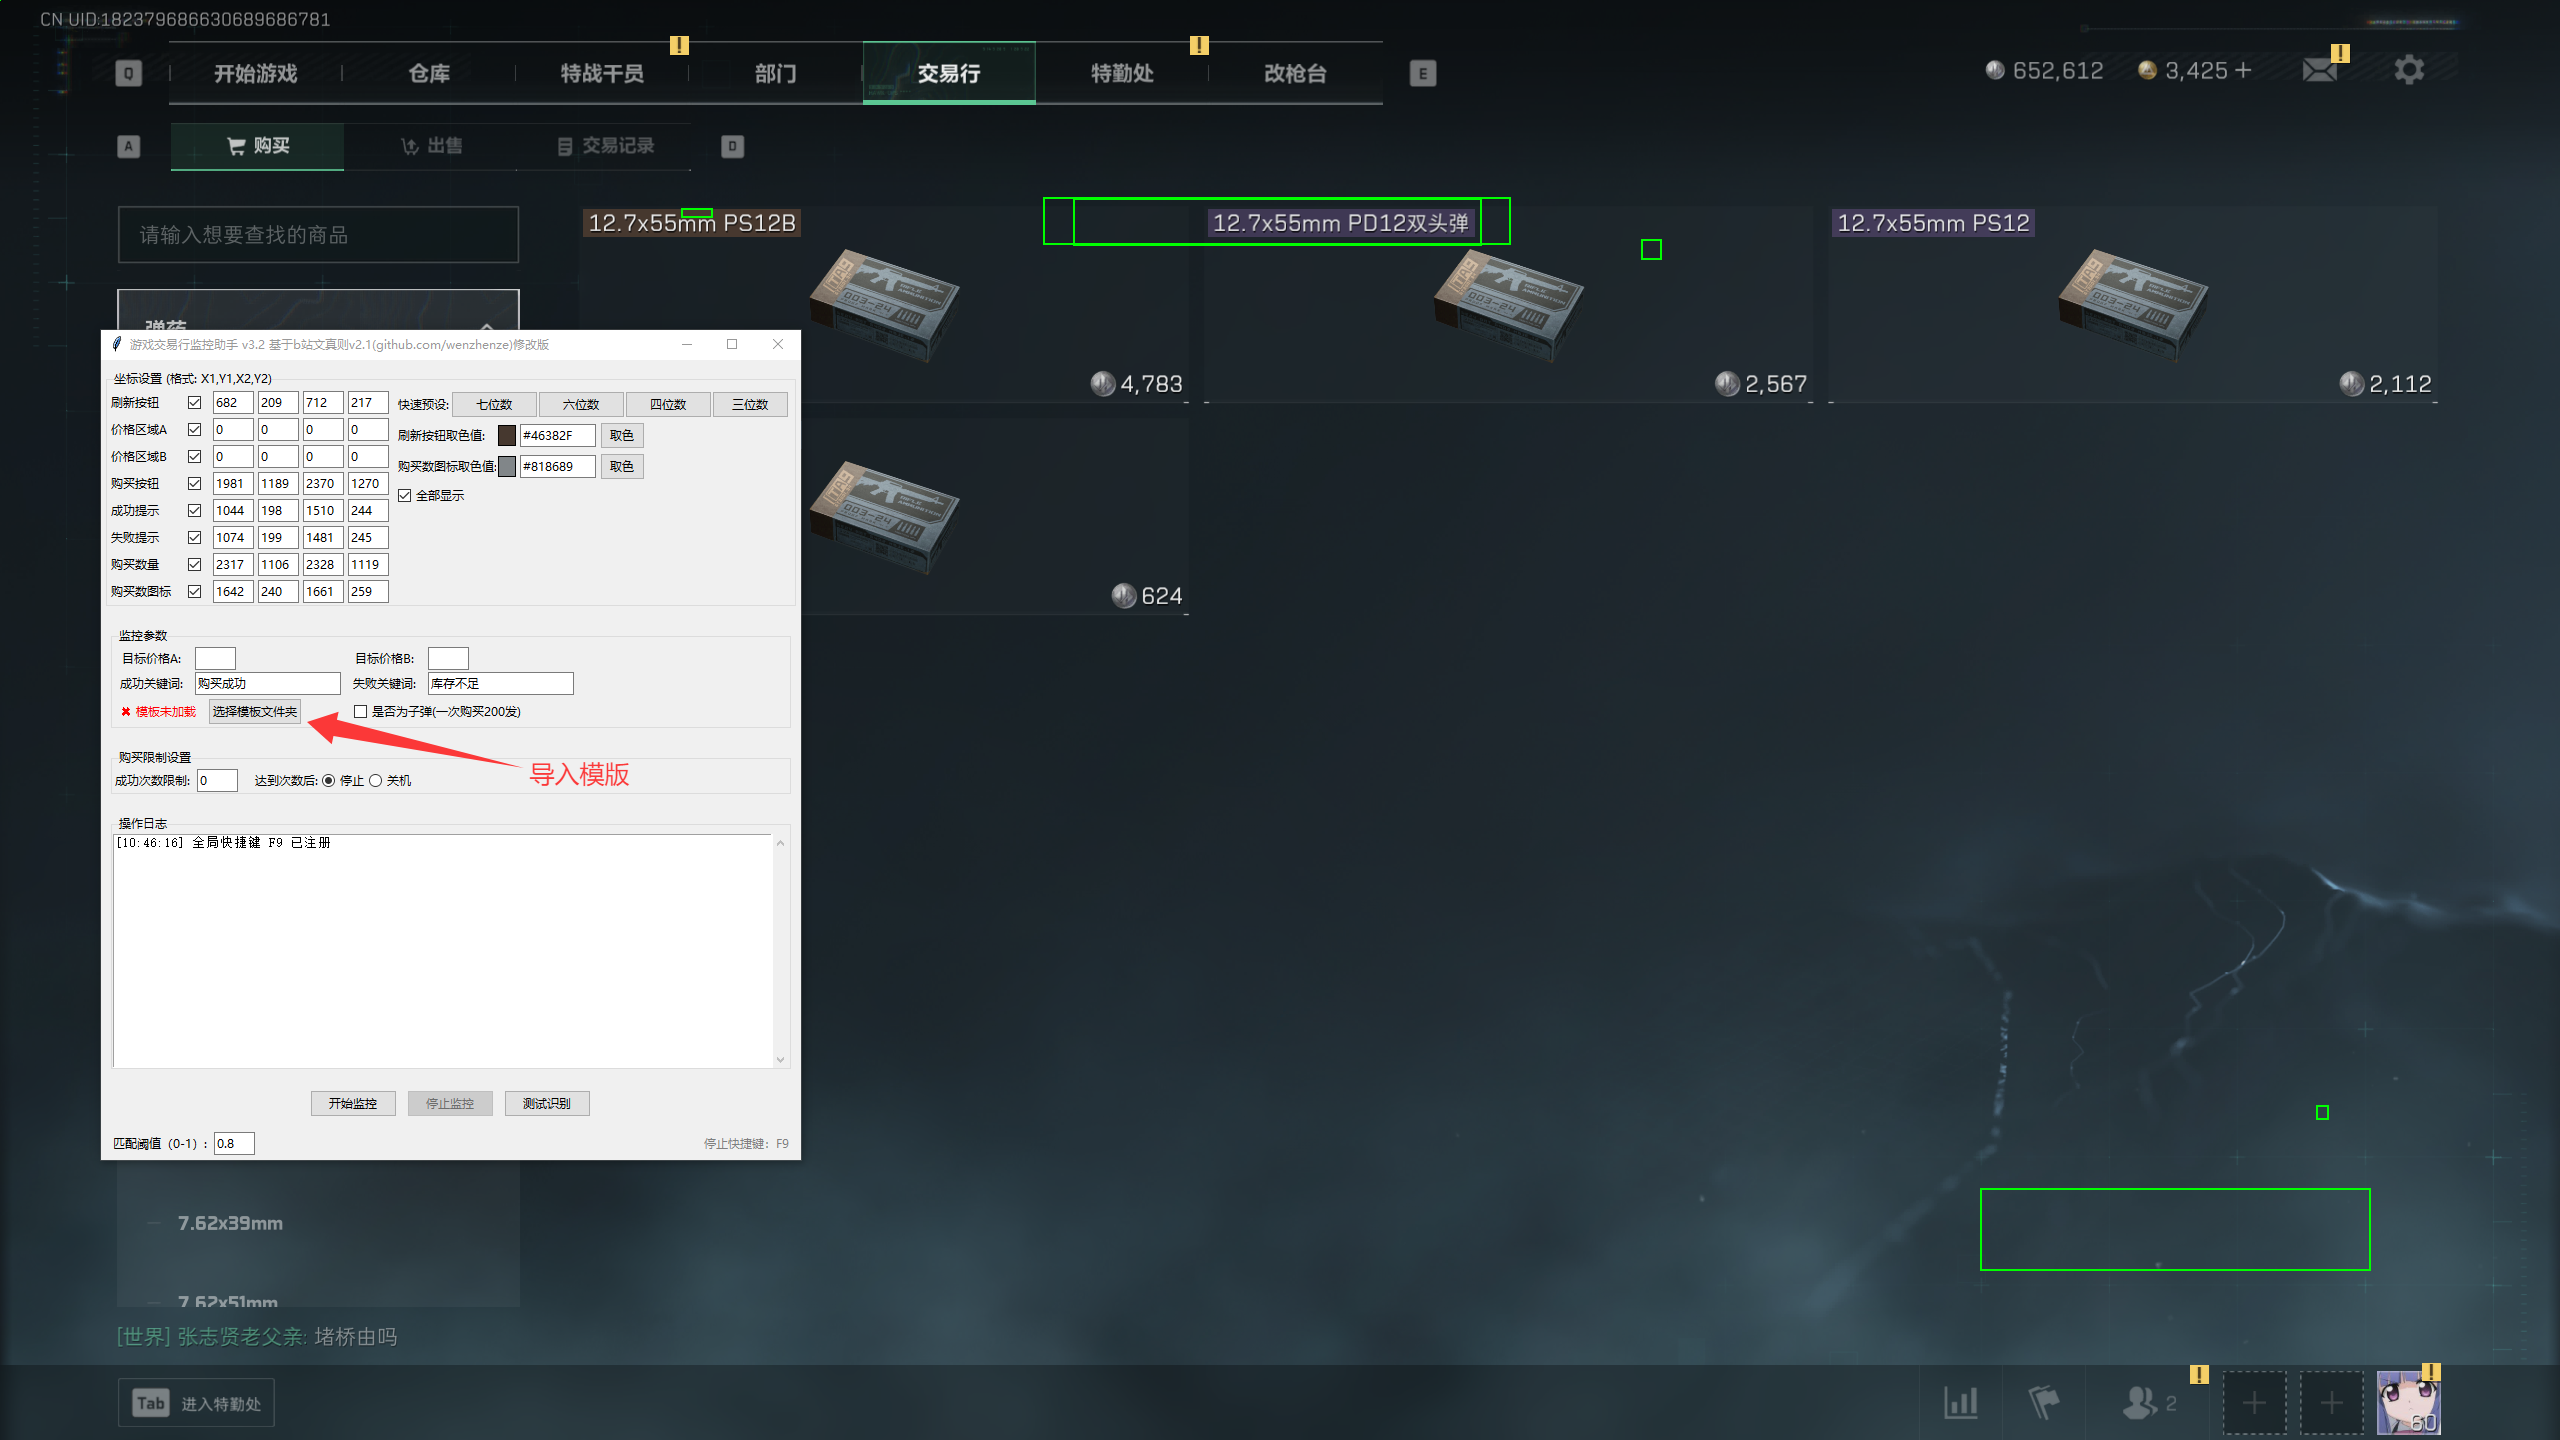 CN UID:182379686630689686781
Q 开始游戏 仓库 特战干员 部门 交易行 特勤处 改枪台 E
652,612 3,425 +
A 购买 出售 交易记录 D
请输入想要查找的商品
弹药
12.7x55mm PS12B
4,783
12.7x55mm PD12双头弹
2,567
12.7x55mm PS12
2,112
624
游戏交易行监控助手 v3.2 基于b站文真则v2.1(github.com/wenzhenze)修改版
坐标设置 (格式: X1,Y1,X2,Y2)
刷新按钮 682 209 712 217 快速预设: 七位数 六位数 四位数 三位数
价格区域A 0 0 0 0 刷新按钮取色值: #46382F 取色
价格区域B 0 0 0 0 购买数图标取色值: #818689 取色
购买按钮 1981 1189 2370 1270 全部显示
成功提示 1044 198 1510 244
失败提示 1074 199 1481 245
购买数量 2317 1106 2328 1119
购买数图标 1642 240 1661 259
监控参数
目标价格A: 目标价格B:
成功关键词: 购买成功 失败关键词: 库存不足
✖ 模板未加载 选择模板文件夹 是否为子弹(一次购买200发)
导入模版
购买限制设置
成功次数限制: 0 达到次数后: 停止 关机
操作日志
[10:46:16] 全局快捷键 F9 已注册
开始监控 停止监控 测试识别
匹配阈值 (0-1) : 0.8 停止快捷键: F9
7.62x39mm
7.62x51mm
[世界] 张志贤老父亲: 堵桥由吗
Tab 进入特勤处
2
60